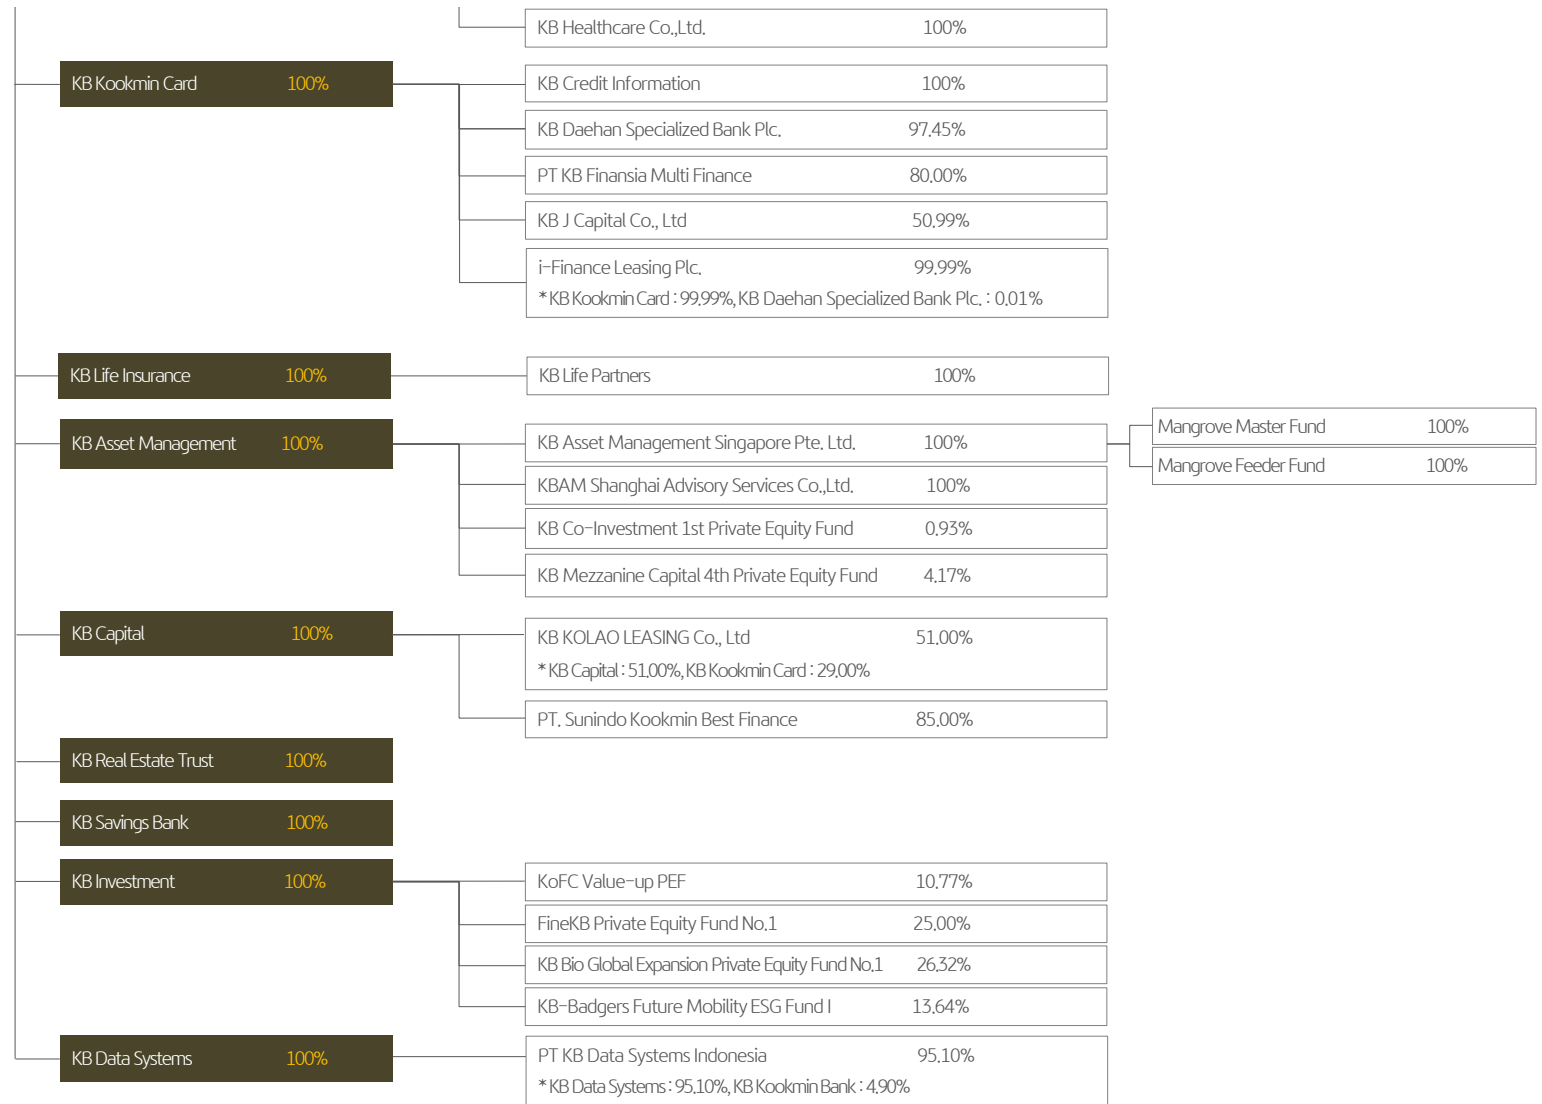 KB Healthcare Co.,Ltd. 100%
KB Kookmin Card 100%
KB Credit Information 100%
KB Daehan Specialized Bank Plc. 97.45%
PT KB Finansia Multi Finance 80.00%
KB J Capital Co., Ltd 50.99%
i-Finance Leasing Plc. 99.99%
* KB Kookmin Card : 99.99%, KB Daehan Specialized Bank Plc. : 0.01%
KB Life Insurance 100%
KB Life Partners 100%
KB Asset Management 100%
KB Asset Management Singapore Pte. Ltd. 100%
Mangrove Master Fund 100%
Mangrove Feeder Fund 100%
KBAM Shanghai Advisory Services Co.,Ltd. 100%
KB Co-Investment 1st Private Equity Fund 0.93%
KB Mezzanine Capital 4th Private Equity Fund 4.17%
KB Capital 100%
KB KOLAO LEASING Co., Ltd 51.00%
* KB Capital : 51.00%, KB Kookmin Card : 29.00%
PT. Sunindo Kookmin Best Finance 85.00%
KB Real Estate Trust 100%
KB Savings Bank 100%
KB Investment 100%
KoFC Value-up PEF 10.77%
FineKB Private Equity Fund No.1 25.00%
KB Bio Global Expansion Private Equity Fund No.1 26.32%
KB-Badgers Future Mobility ESG Fund I 13.64%
KB Data Systems 100%
PT KB Data Systems Indonesia 95.10%
* KB Data Systems : 95.10%, KB Kookmin Bank : 4.90%